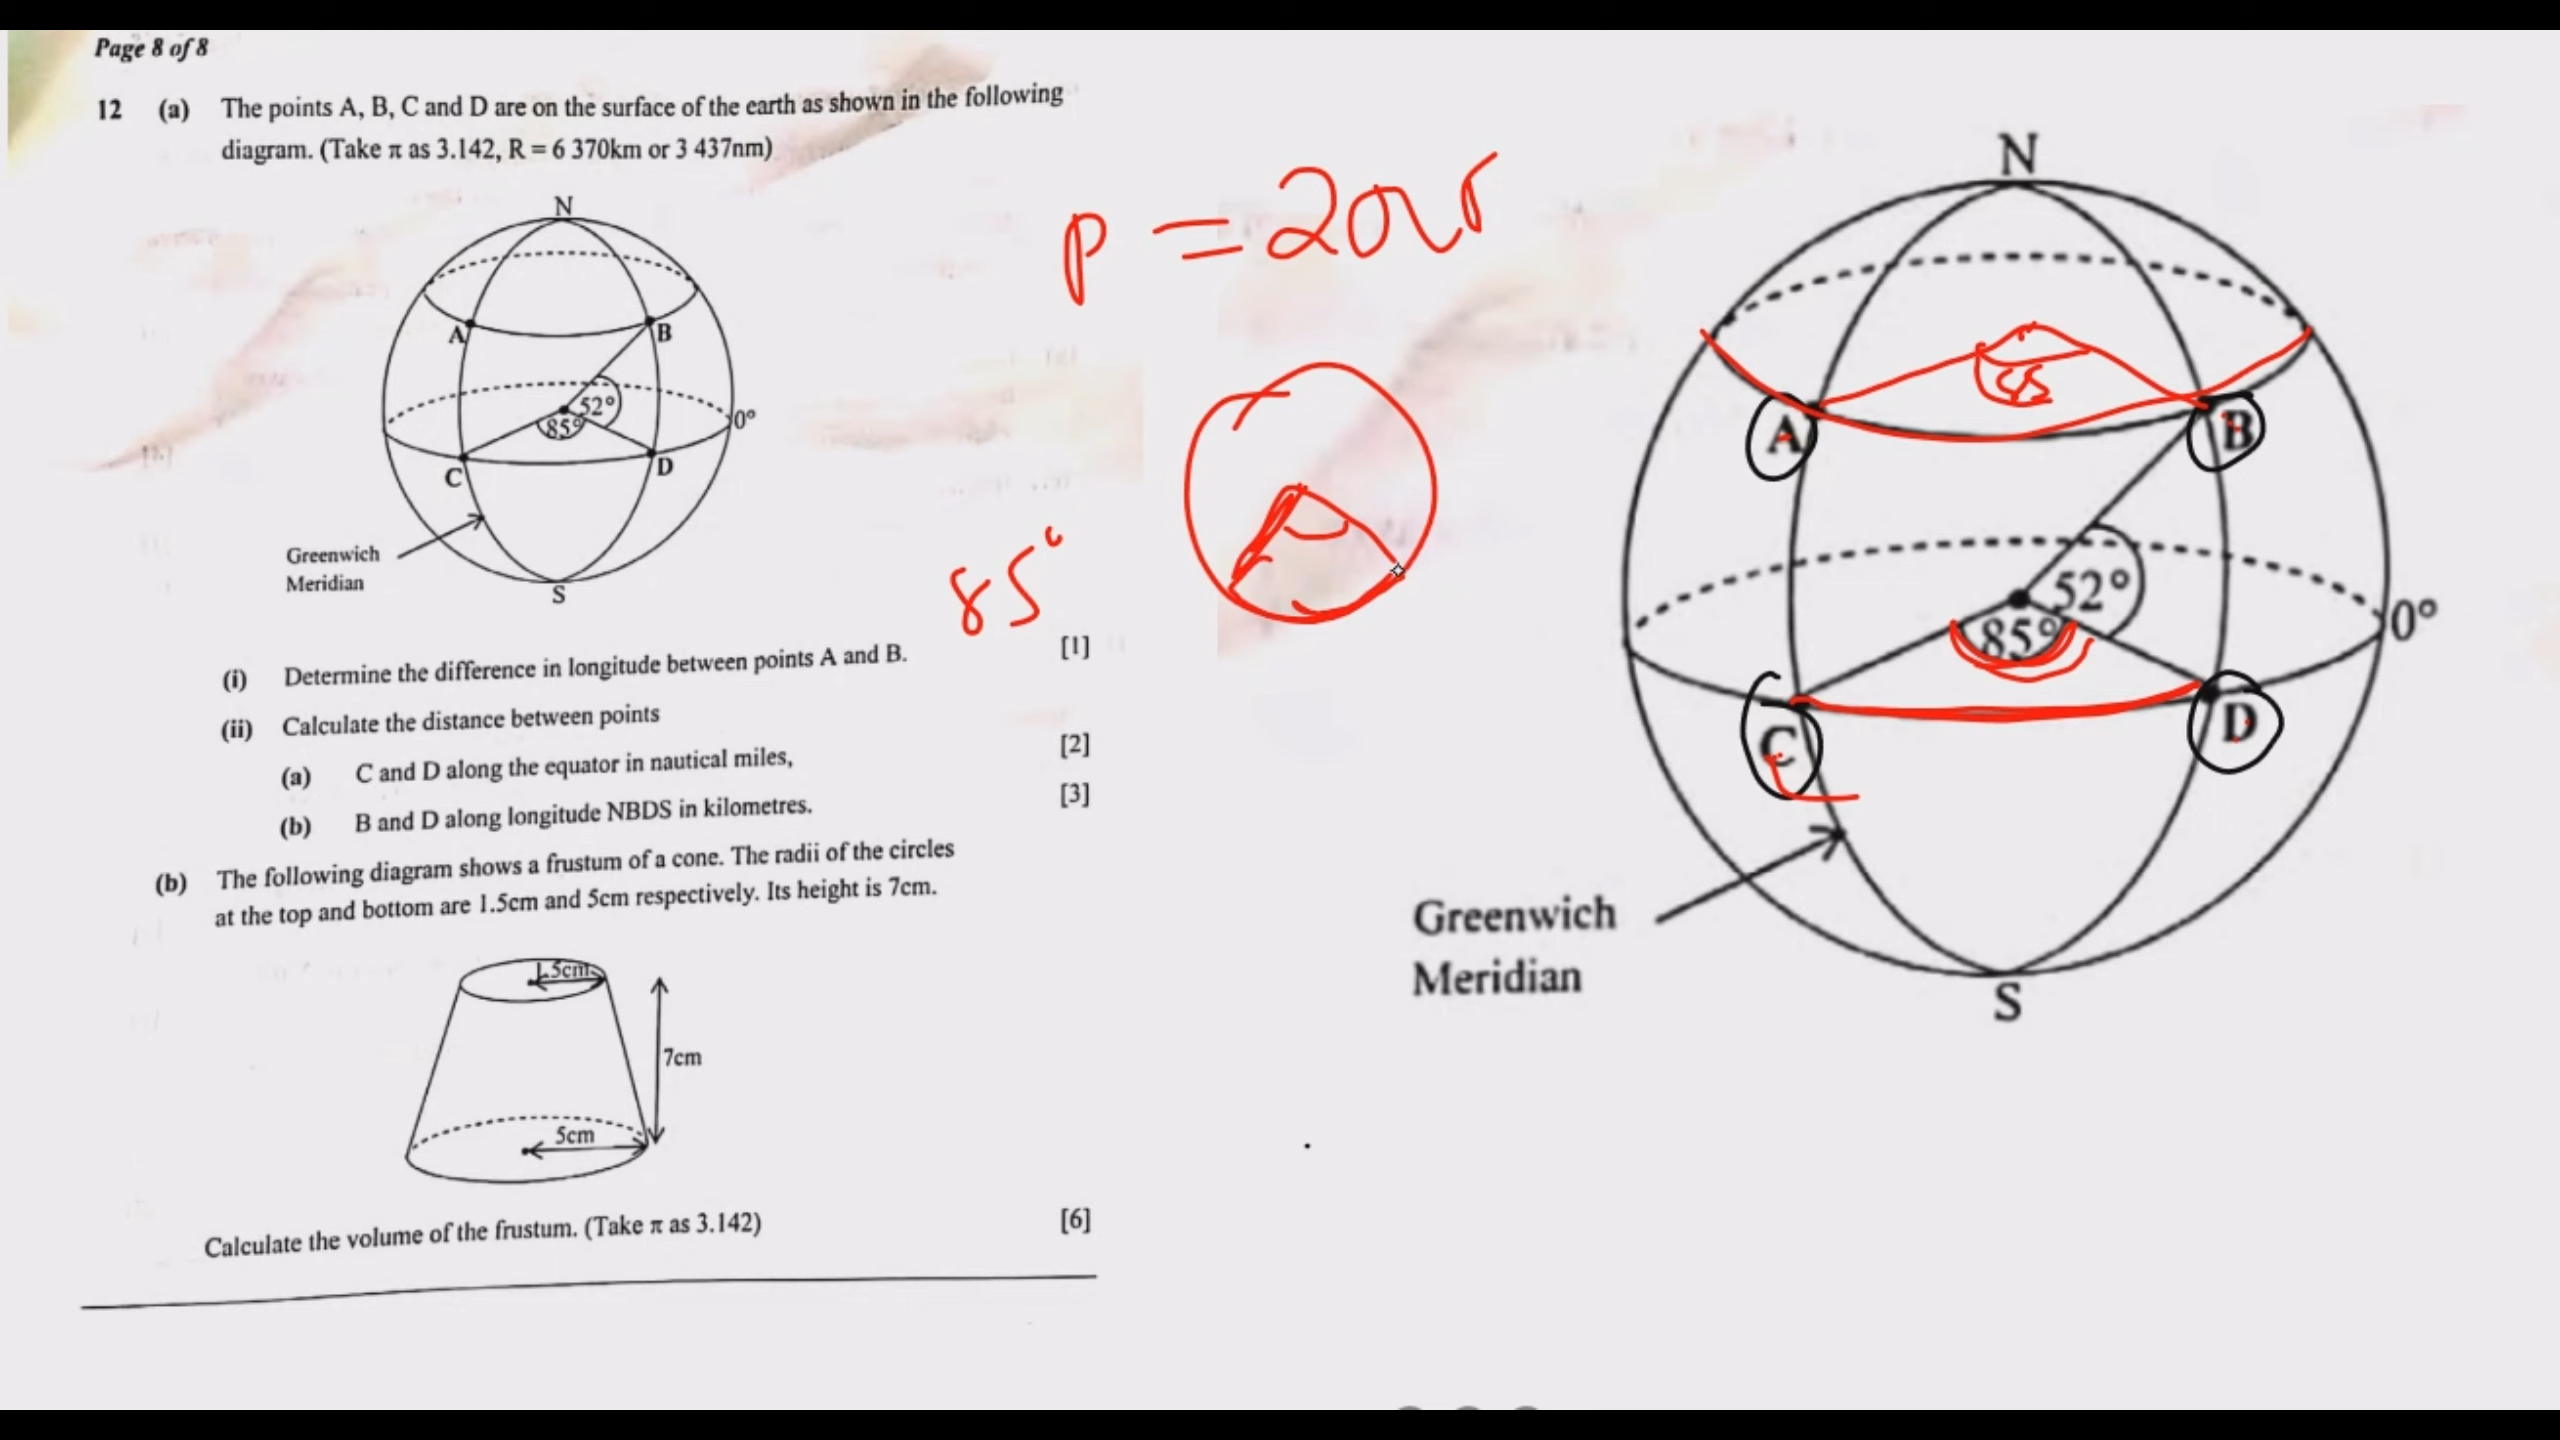 Page 8 of 8
12 (a) The points A, B, C and D are on the surface of the earth as shown in the following
diagram. (Take π as 3.142, R = 6 370km or 3 437nm)
N
A
B
52°
85°
0°
C
D
Greenwich
Meridian
S
(i) Determine the difference in longitude between points A and B. [1]
(ii) Calculate the distance between points
(a) C and D along the equator in nautical miles, [2]
(b) B and D along longitude NBDS in kilometres. [3]
(b) The following diagram shows a frustum of a cone. The radii of the circles
at the top and bottom are 1.5cm and 5cm respectively. Its height is 7cm.
1.5cm
7cm
5cm
Calculate the volume of the frustum. (Take π as 3.142) [6]
85°
N
A
B
85
52°
85°
0°
C
D
Greenwich
Meridian
S